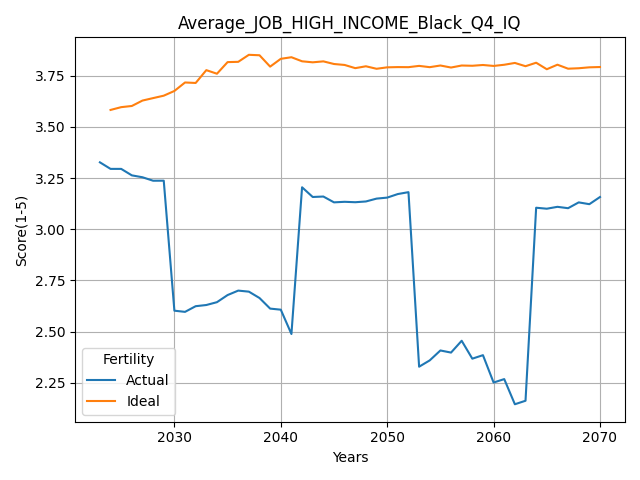 Average_JOB_HIGH_INCOME_Black_Q4_IQ
Score(1-5)
3.75
3.50
3.25
3.00
2.75
2.50
2.25
Fertility
Actual
Ideal
2030 2040 2050 2060 2070
Years